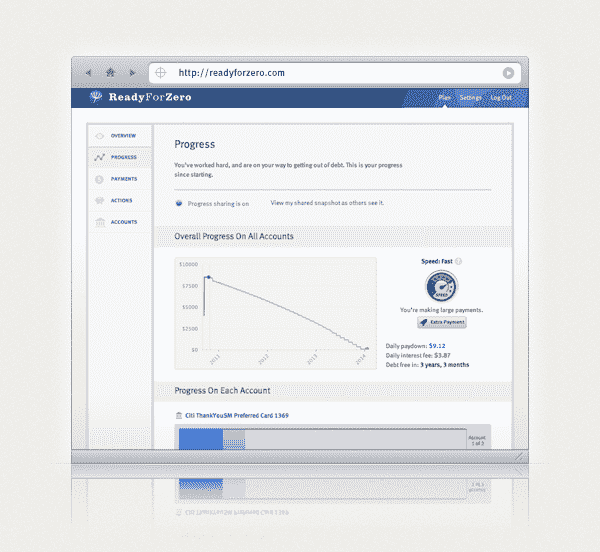 http://readyforzero.com
ReadyForZero
Plan Settings Log Out
OVERVIEW
PROGRESS
PAYMENTS
ACTIONS
ACCOUNTS
Progress
You've worked hard, and are on your way to getting out of debt. This is your progress
since starting.
Progress sharing is on
View my shared snapshot as others see it.
Overall Progress On All Accounts
$10000
$7500
$5000
$2500
$0
2011
2012
2013
2014
Speed: Fast
SPEED
You're making large payments.
Extra Payment
Daily paydown: $9.12
Daily interest fee: $3.87
Debt free in: 3 years, 3 months
Progress On Each Account
Citi ThankYouSM Preferred Card 1369
Account
1 of 3